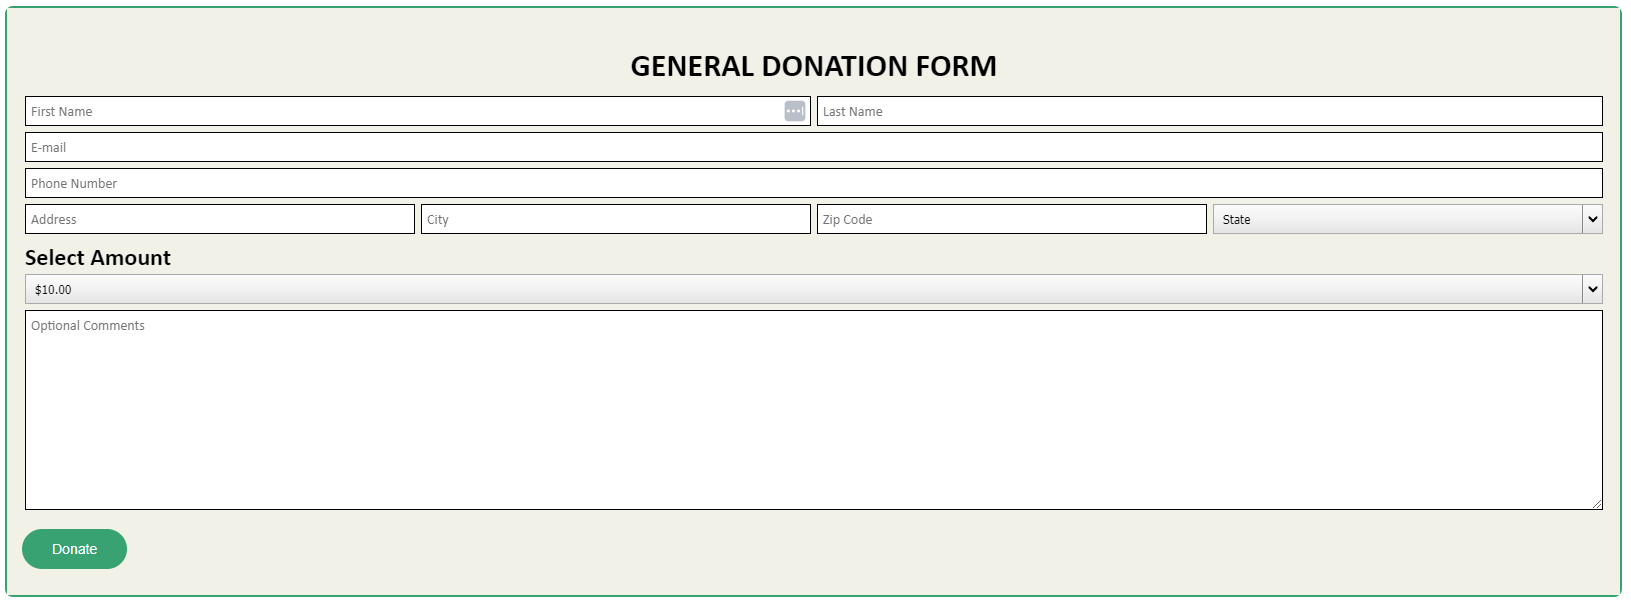 GENERAL DONATION FORM
First Name Last Name
E-mail
Phone Number
Address City Zip Code State
Select Amount
$10.00
Optional Comments
Donate